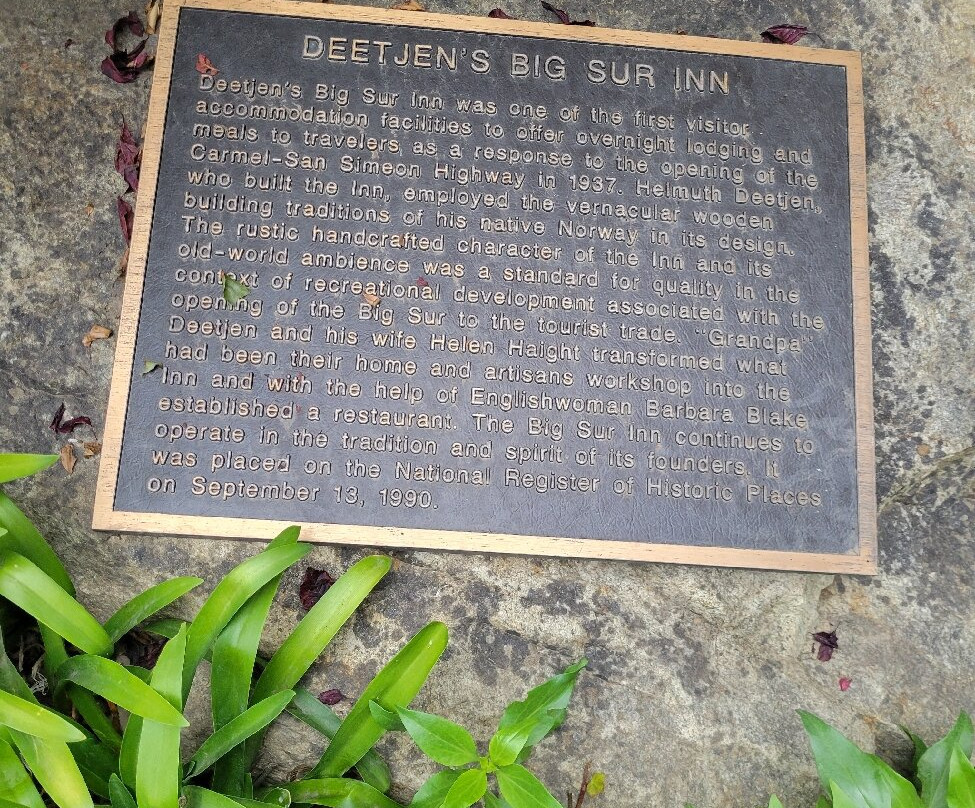 DEETJEN'S BIG SUR INN
Deetjen's Big Sur Inn was one of the first visitor
accommodation facilities to offer overnight lodging and
meals to travelers as a response to the opening of the
Carmel-San Simeon Highway in 1937. Helmuth Deetjen,
who built the Inn, employed the vernacular wooden
building traditions of his native Norway in its design.
The rustic handcrafted character of the Inn and its
old-world ambience was a standard for quality in the
context of recreational development associated with the
opening of the Big Sur to the tourist trade. "Grandpa"
Deetjen and his wife Helen Haight transformed what
had been their home and artisans workshop into the
Inn and with the help of Englishwoman Barbara Blake
established a restaurant. The Big Sur Inn continues to
operate in the tradition and spirit of its founders. It
was placed on the National Register of Historic Places
on September 13, 1990.